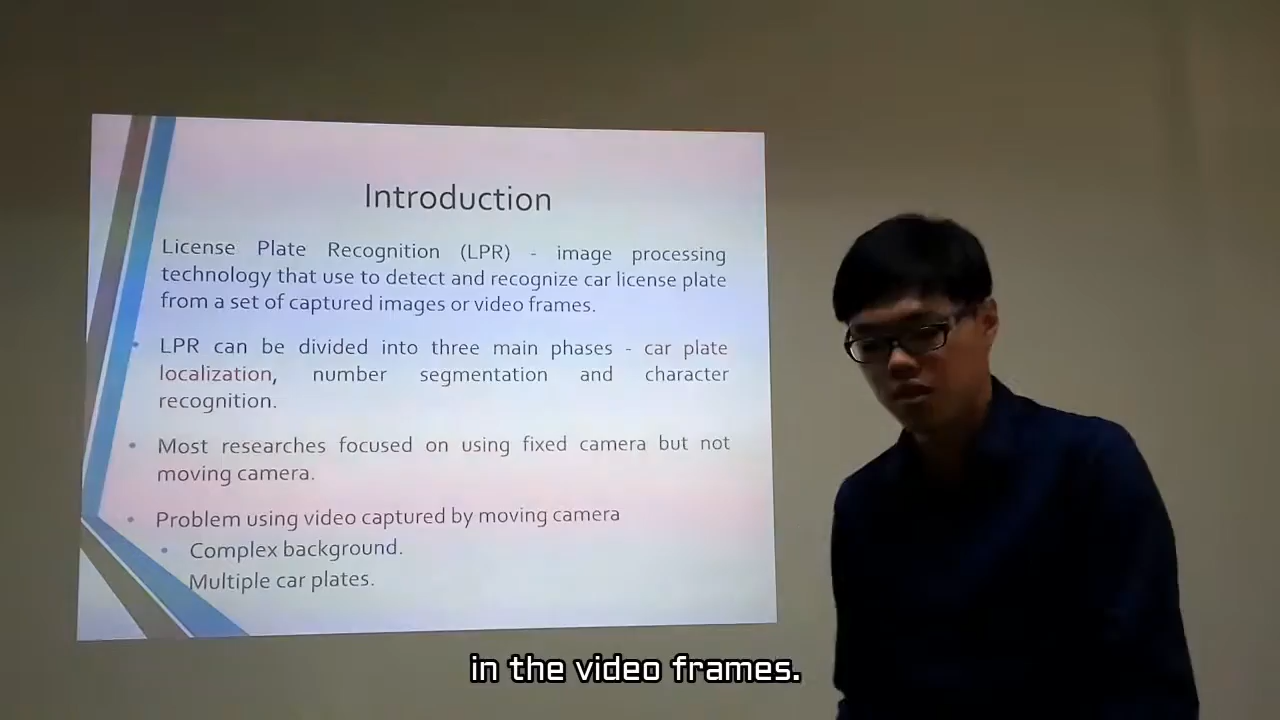 Introduction
License Plate Recognition (LPR) - image processing
technology that use to detect and recognize car license plate
from a set of captured images or video frames.
• LPR can be divided into three main phases - car plate
localization, number segmentation and character
recognition.
• Most researches focused on using fixed camera but not
moving camera.
• Problem using video captured by moving camera
• Complex background.
Multiple car plates.
in the video frames.